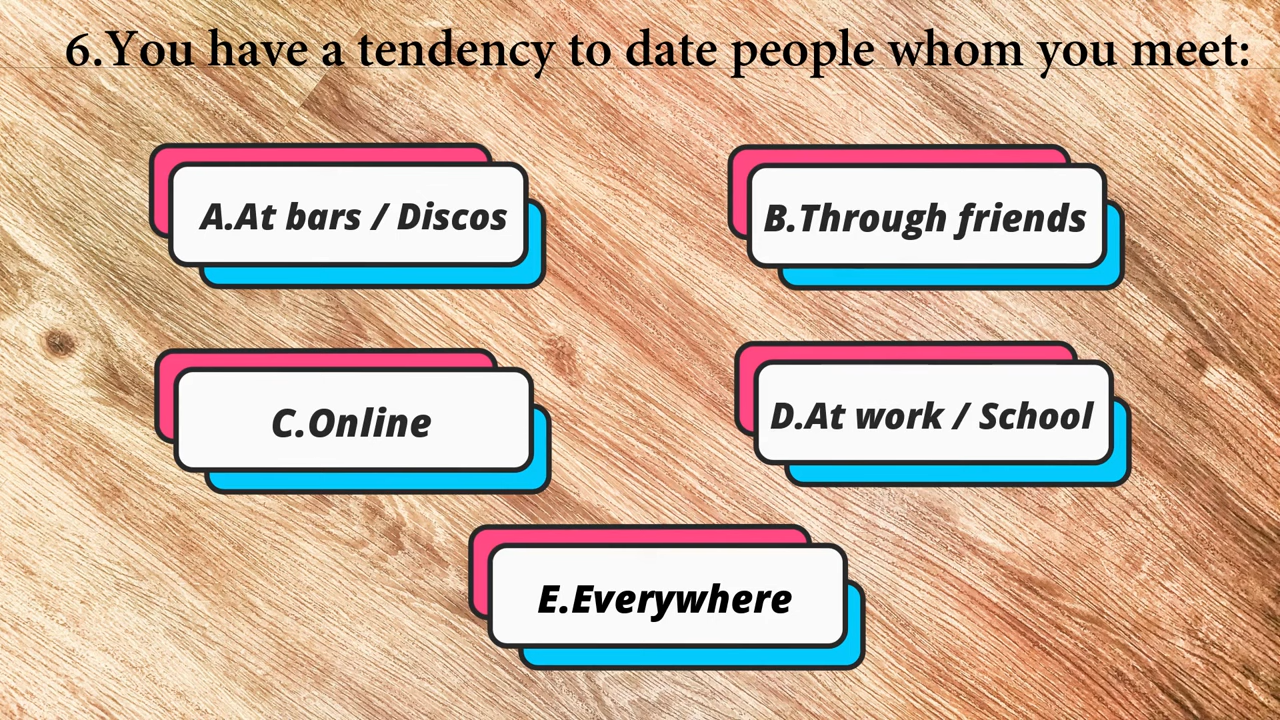 6.You have a tendency to date people whom you meet:
A.At bars / Discos
B.Through friends
C.Online
D.At work / School
E.Everywhere